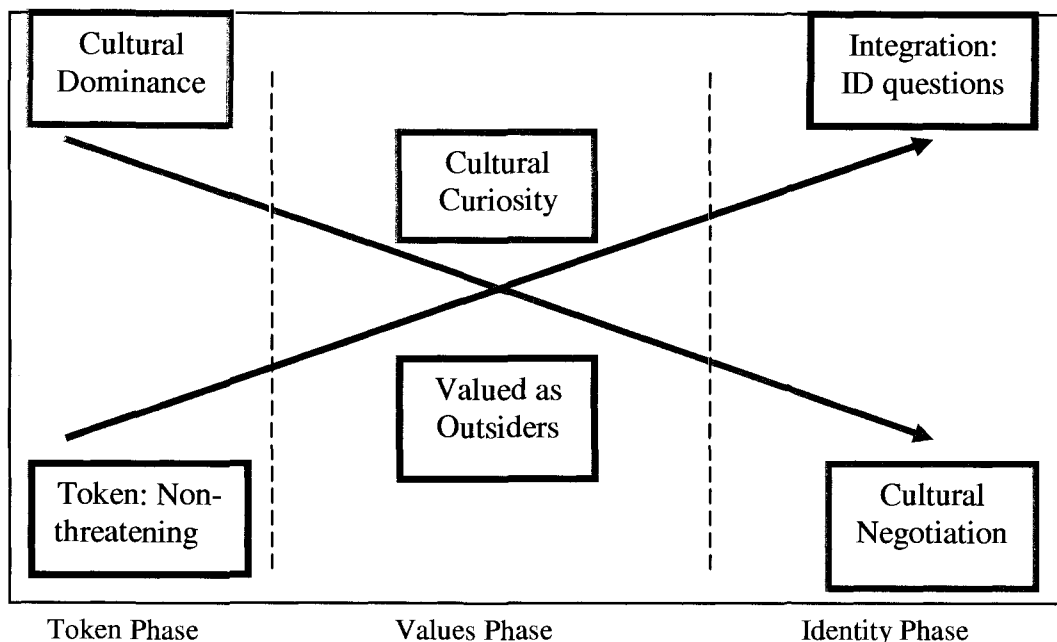 Cultural
Dominance
Integration:
ID questions
Cultural
Curiosity
Valued as
Outsiders
Token: Non-
threatening
Cultural
Negotiation
Token Phase
Values Phase
Identity Phase